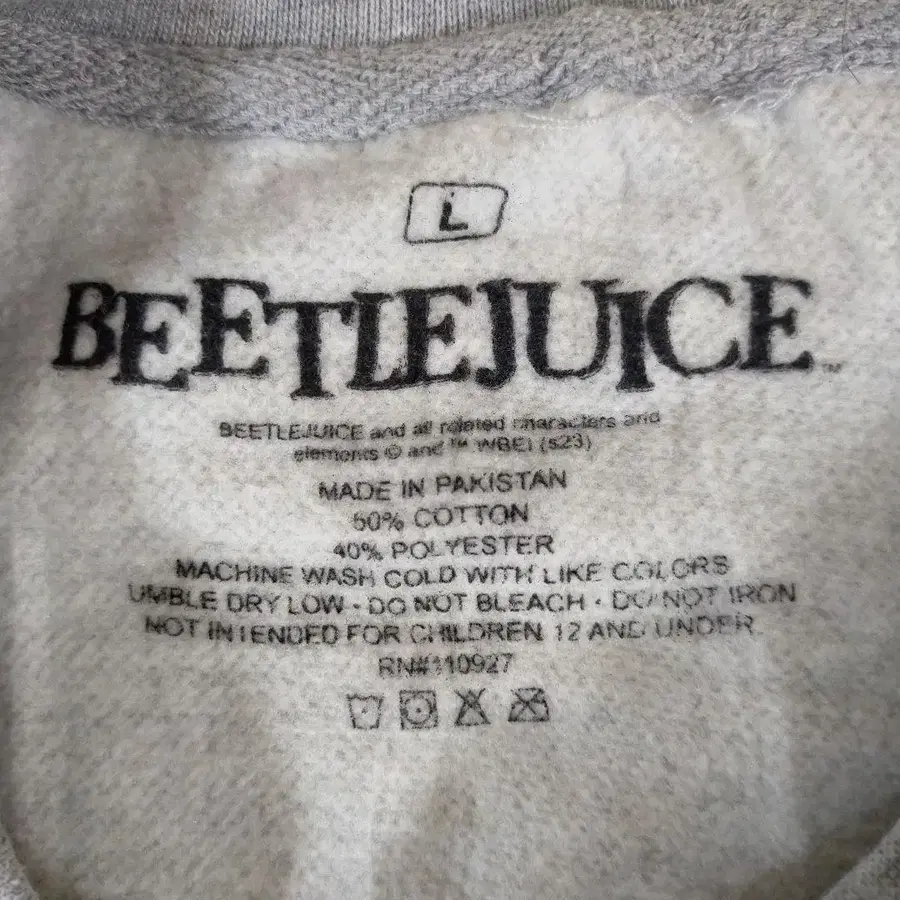 L
BEETLEJUICE™
BEETLEJUICE and all related characters and
elements © and ™ WBEI (s23)
MADE IN PAKISTAN
60% COTTON
40% POLYESTER
MACHINE WASH COLD WITH LIKE COLORS
UMBLE DRY LOW - DO NOT BLEACH - DO NOT IRON
NOT INTENDED FOR CHILDREN 12 AND UNDER
RN#110927